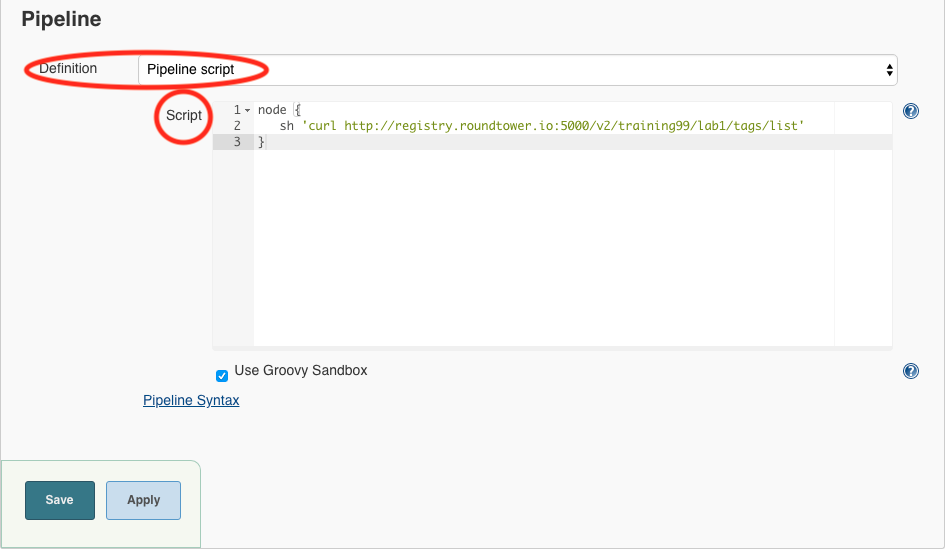 Pipeline
Definition Pipeline script
Script
1 node {
2 sh 'curl http://registry.roundtower.io:5000/v2/training99/lab1/tags/list'
3 }
?
Use Groovy Sandbox
?
Pipeline Syntax
Save Apply